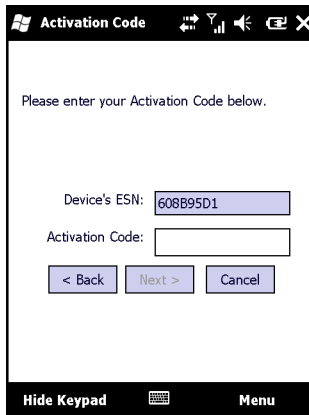 Activation Code
Please enter your Activation Code below.
Device's ESN: 608B95D1
Activation Code:
< Back Next > Cancel
Hide Keypad Menu